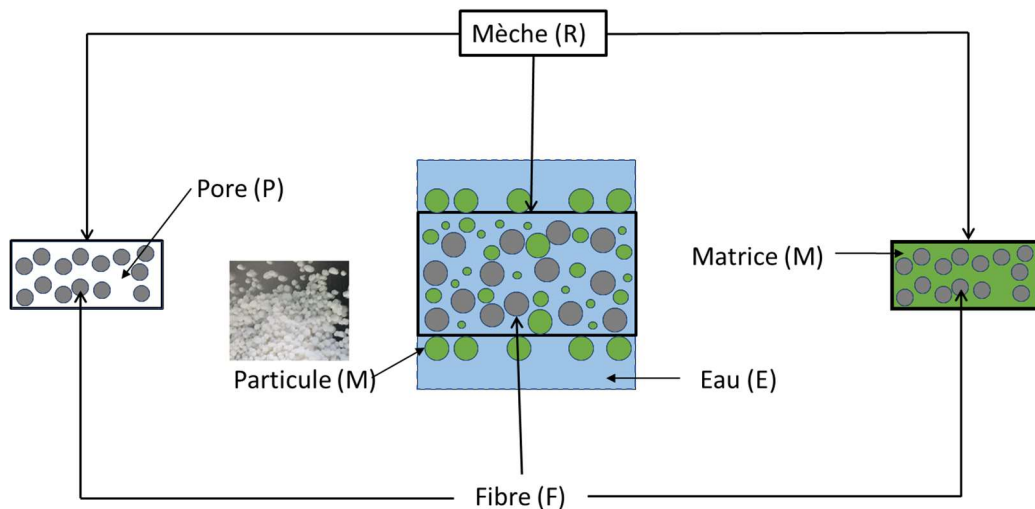 Mèche (R)
Pore (P)
Matrice (M)
Particule (M)
Eau (E)
Fibre (F)